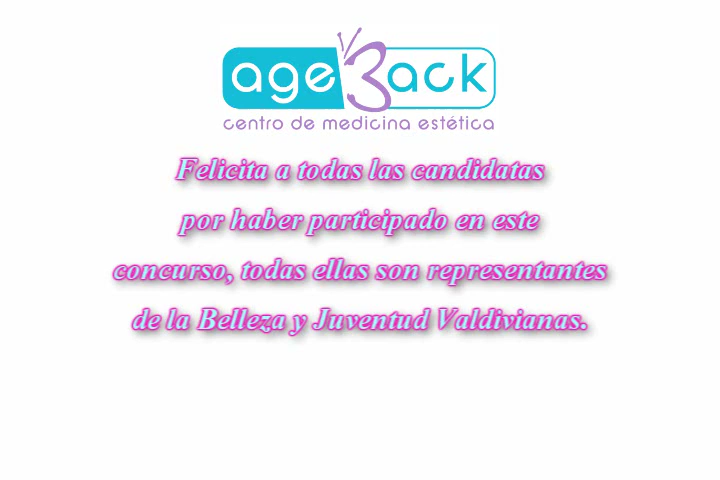 ageBack
centro de medicina estética
Felicita a todas las candidatas
por haber participado en este
concurso, todas ellas son representantes
de la Belleza y Juventud Valdivianas.